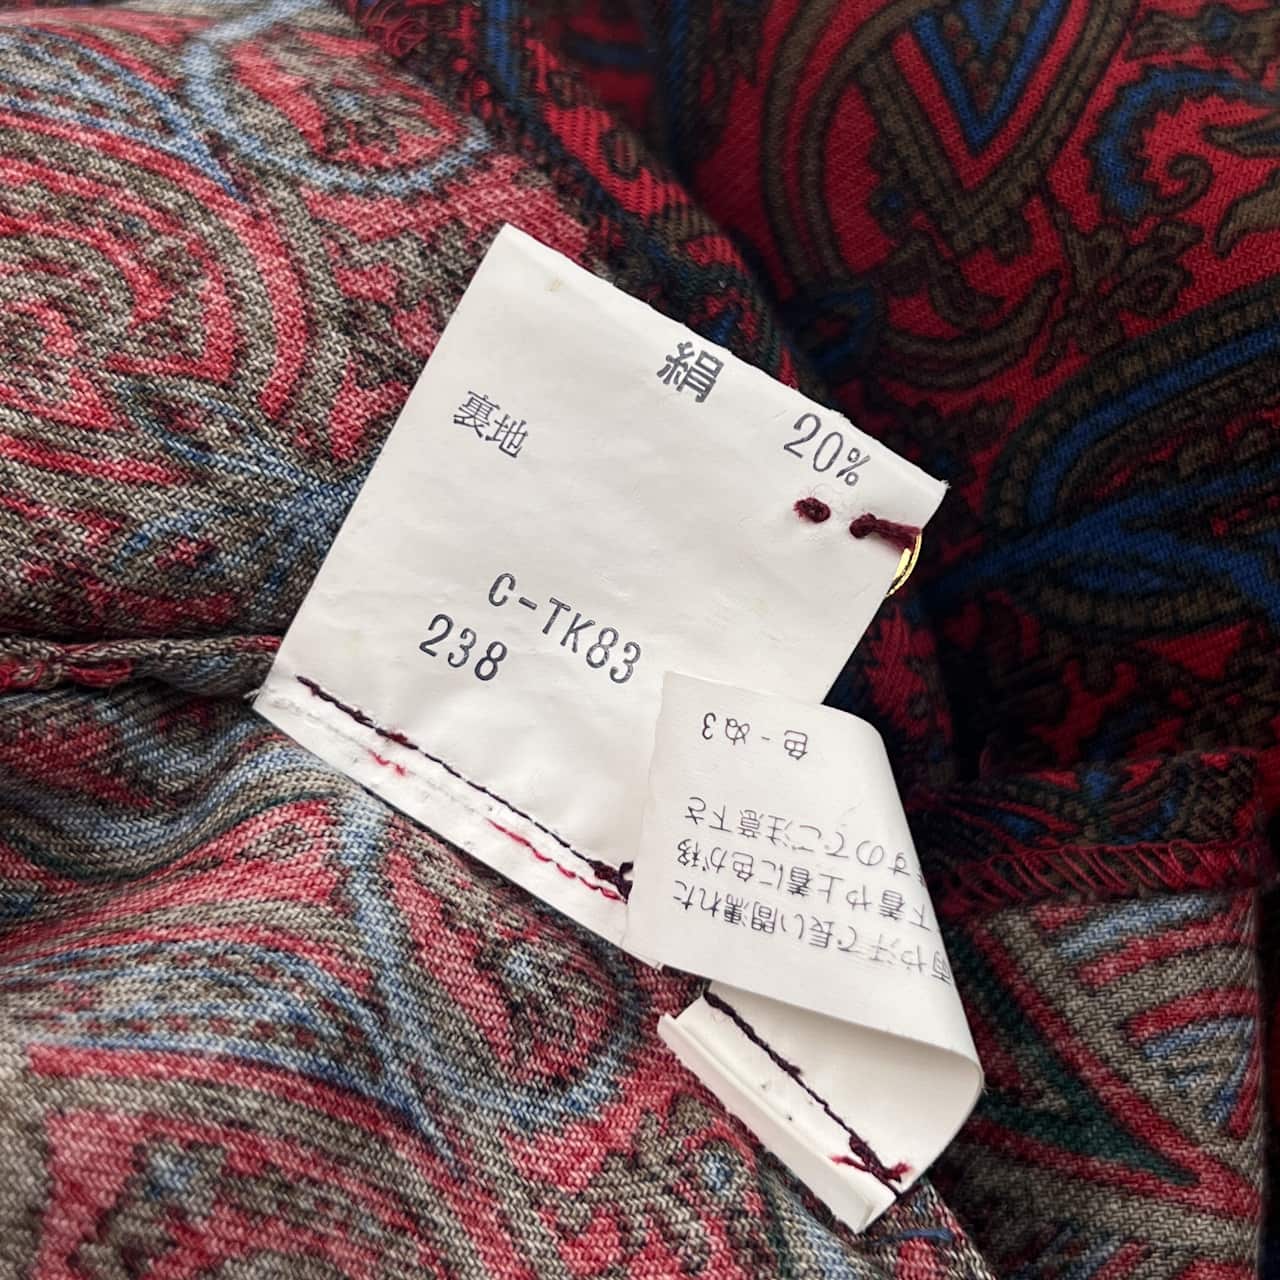 絹
20%
裏地
C-TK83
238
雨や汗で長い間濡れた
下着や上着に色が移
すのでご注意下さ
色-ぬ3